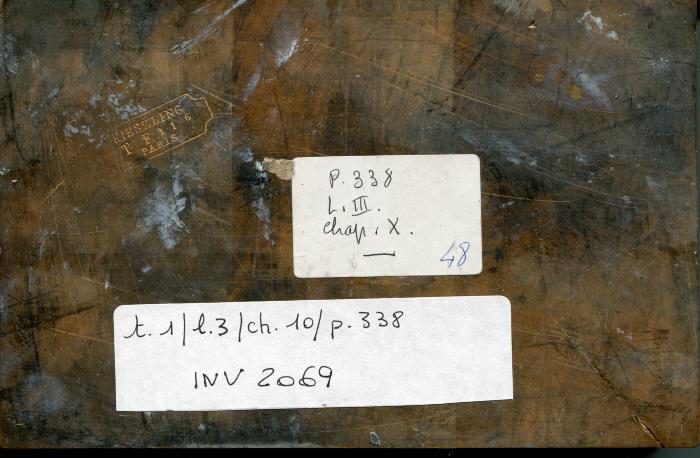 KIESSLING
PARIS
P. 338
L. III.
chap. X.
48
t. 1/l.3/ch. 10/p. 338
INV 2069